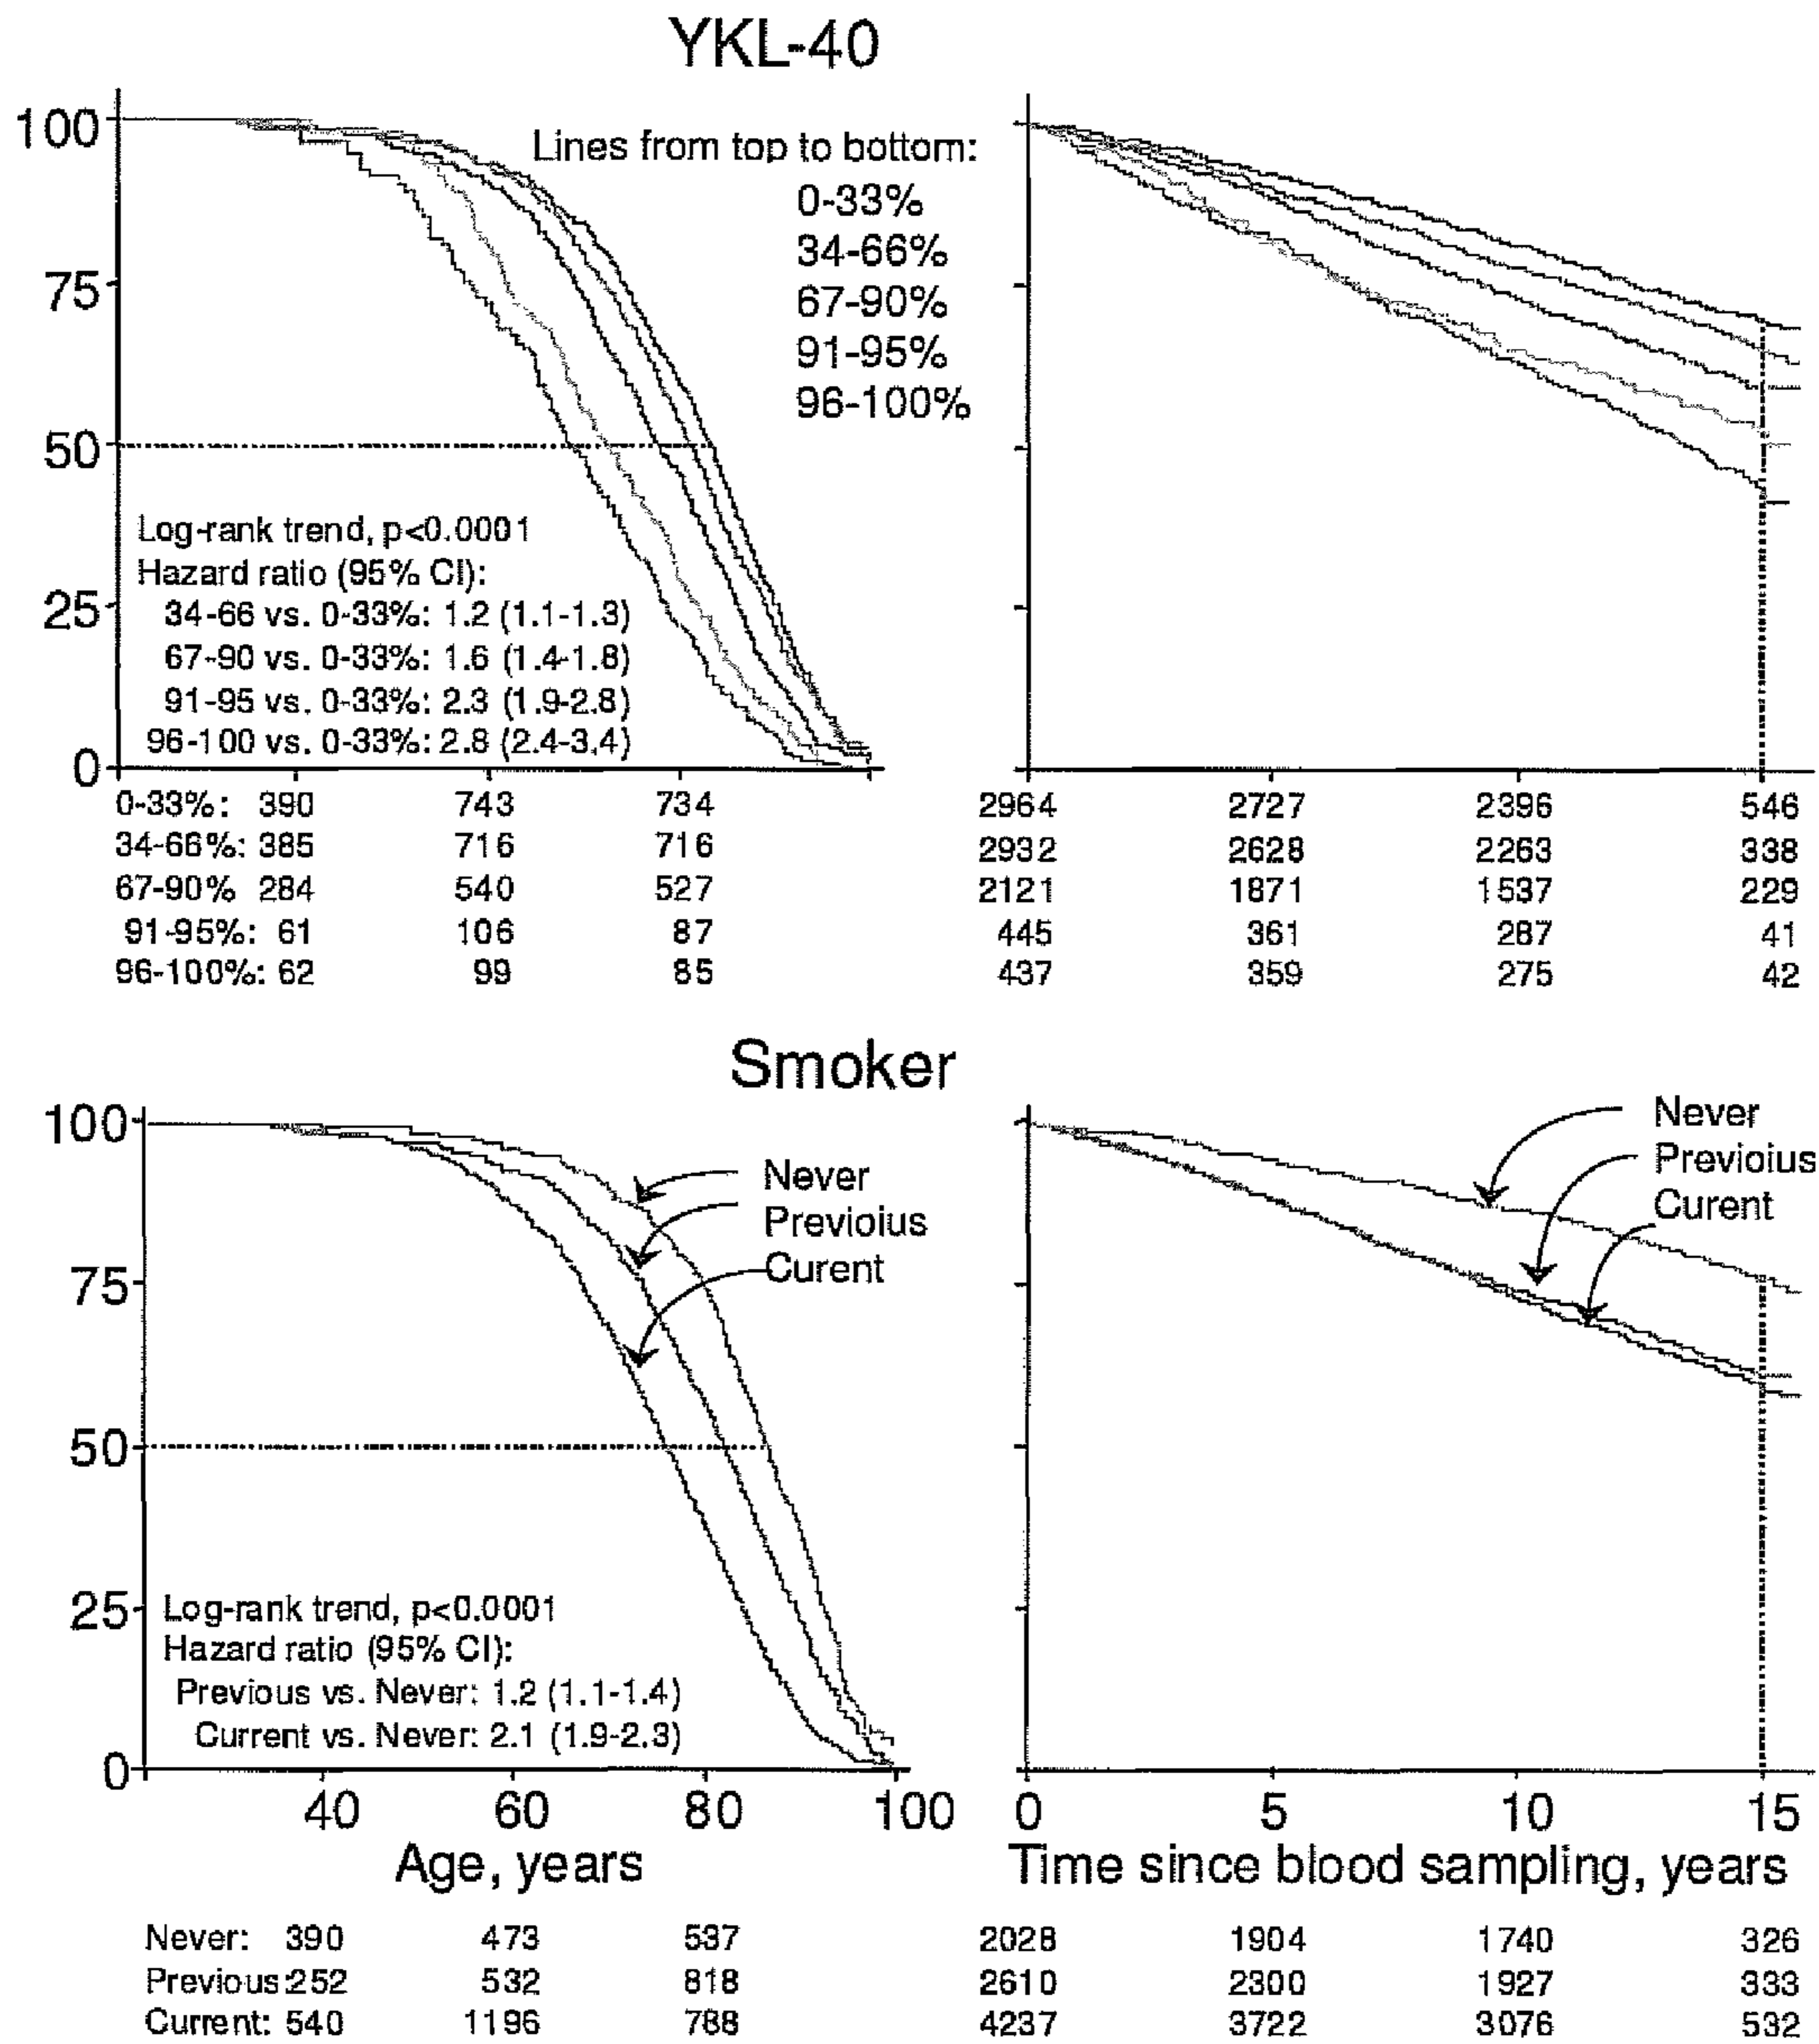 YKL-40
100
75
50
25
0
Lines from top to bottom:
0-33%
34-66%
67-90%
91-95%
96-100%
Log-rank trend, p<0.0001
Hazard ratio (95% CI):
34-66 vs. 0-33%: 1.2 (1.1-1.3)
67-90 vs. 0-33%: 1.6 (1.4-1.8)
91-95 vs. 0-33%: 2.3 (1.9-2.8)
96-100 vs. 0-33%: 2.8 (2.4-3,4)
0-33%: 390 743 734 2964 2727 2396 546
34-66%: 385 716 716 2932 2628 2263 338
67-90% 284 540 527 2121 1871 1537 229
91-95%: 61 106 87 445 361 287 41
96-100%: 62 99 85 437 359 275 42
Smoker
100
75
50
25
0
Never
Previoius
Curent
Never
Previoius
Curent
Log-rank trend, p<0.0001
Hazard ratio (95% CI):
Previous vs. Never: 1.2 (1.1-1.4)
Current vs. Never: 2.1 (1.9-2.3)
40 60 80 100 0 5 10 15
Age, years
Time since blood sampling, years
Never: 390 473 537 2028 1904 1740 326
Previous: 252 532 818 2610 2300 1927 333
Current: 540 1196 788 4237 3722 3076 532